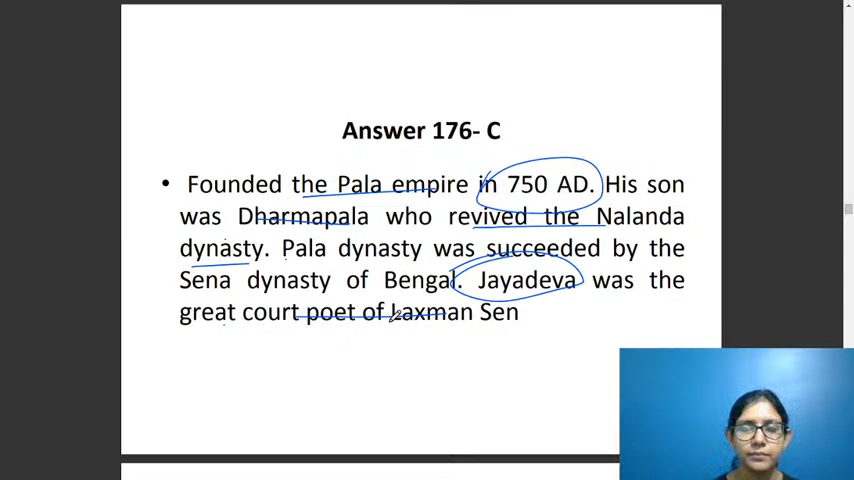 Answer 176- C
• Founded the Pala empire in 750 AD. His son
was Dharmapala who revived the Nalanda
dynasty. Pala dynasty was succeeded by the
Sena dynasty of Bengal. Jayadeva was the
great court poet of Laxman Sen